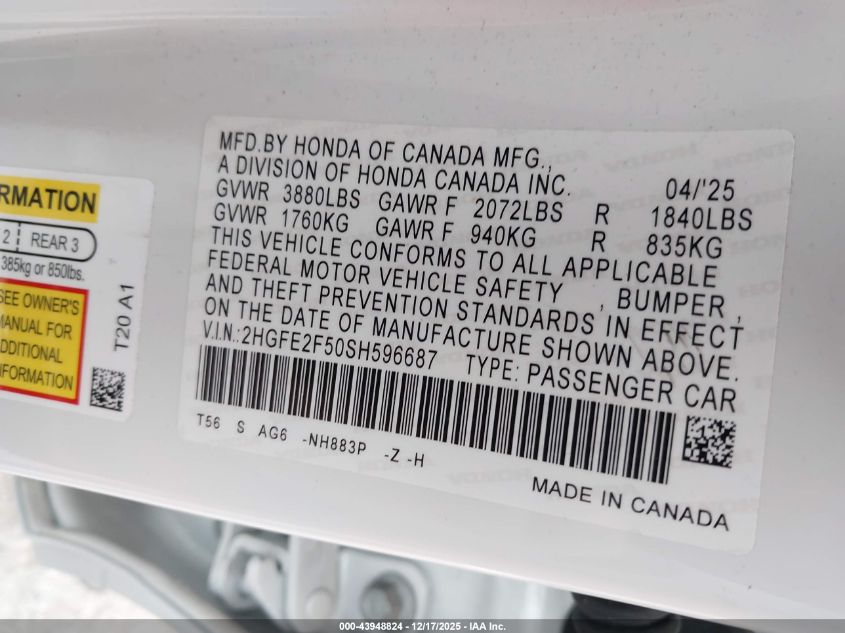 RMATION
2 REAR 3
385kg or 850lbs.
SEE OWNER'S
MANUAL FOR
ADDITIONAL
INFORMATION
T20 A1
MFD.BY HONDA OF CANADA MFG.,
A DIVISION OF HONDA CANADA INC. 04/'25
GVWR 3880LBS GAWR F 2072LBS R 1840LBS
GVWR 1760KG GAWR F 940KG R 835KG
THIS VEHICLE CONFORMS TO ALL APPLICABLE
FEDERAL MOTOR VEHICLE SAFETY , BUMPER ,
AND THEFT PREVENTION STANDARDS IN EFFECT
ON THE DATE OF MANUFACTURE SHOWN ABOVE.
V.I.N.:2HGFE2F50SH596687 TYPE: PASSENGER CAR
T56 S AG6 -NH883P -Z -H
MADE IN CANADA
000-43948824 - 12/17/2025 - IAA Inc.